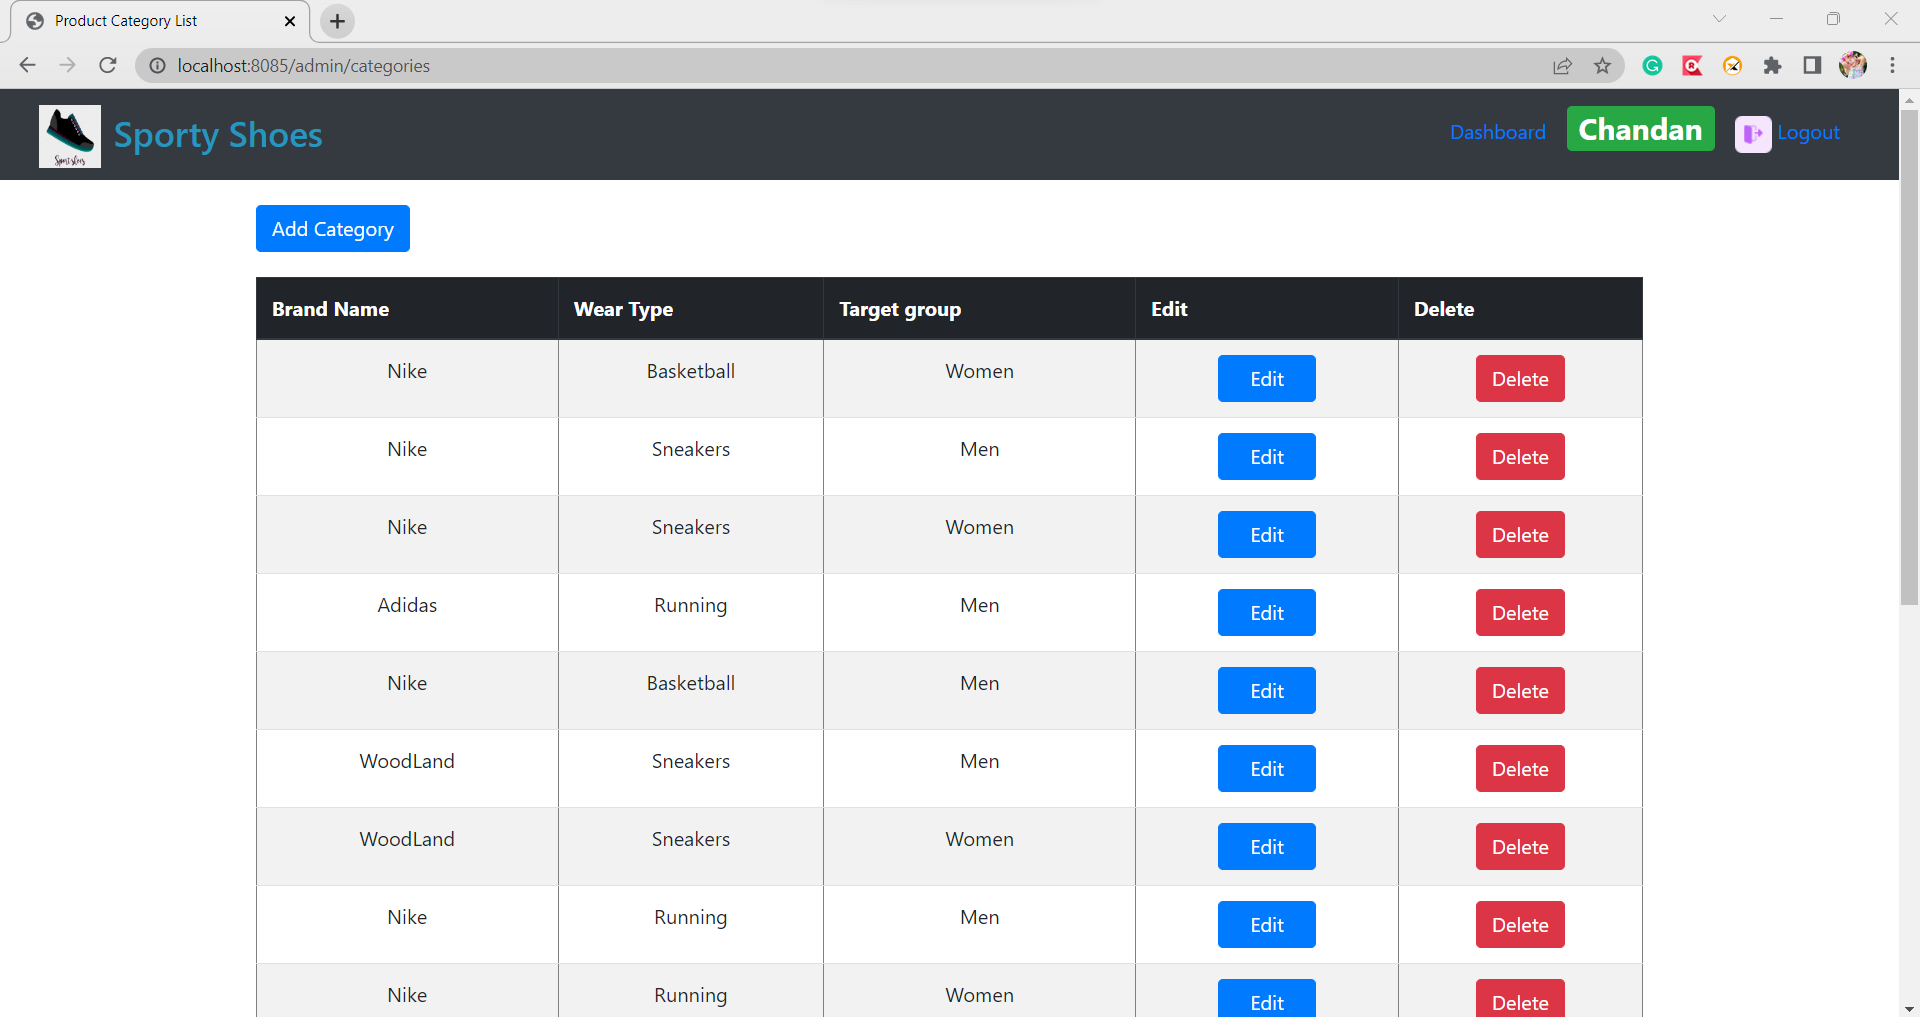 Product Category List
localhost:8085/admin/categories
Sporty Shoes
Dashboard Chandan Logout
Add Category
Brand Name Wear Type Target group Edit Delete
Nike Basketball Women Edit Delete
Nike Sneakers Men Edit Delete
Nike Sneakers Women Edit Delete
Adidas Running Men Edit Delete
Nike Basketball Men Edit Delete
WoodLand Sneakers Men Edit Delete
WoodLand Sneakers Women Edit Delete
Nike Running Men Edit Delete
Nike Running Women Edit Delete